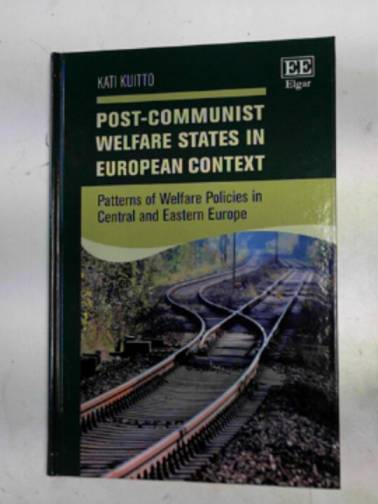 KATI KUITTO
EE
Elgar
POST-COMMUNIST
WELFARE STATES IN
EUROPEAN CONTEXT
Patterns of Welfare Policies in
Central and Eastern Europe